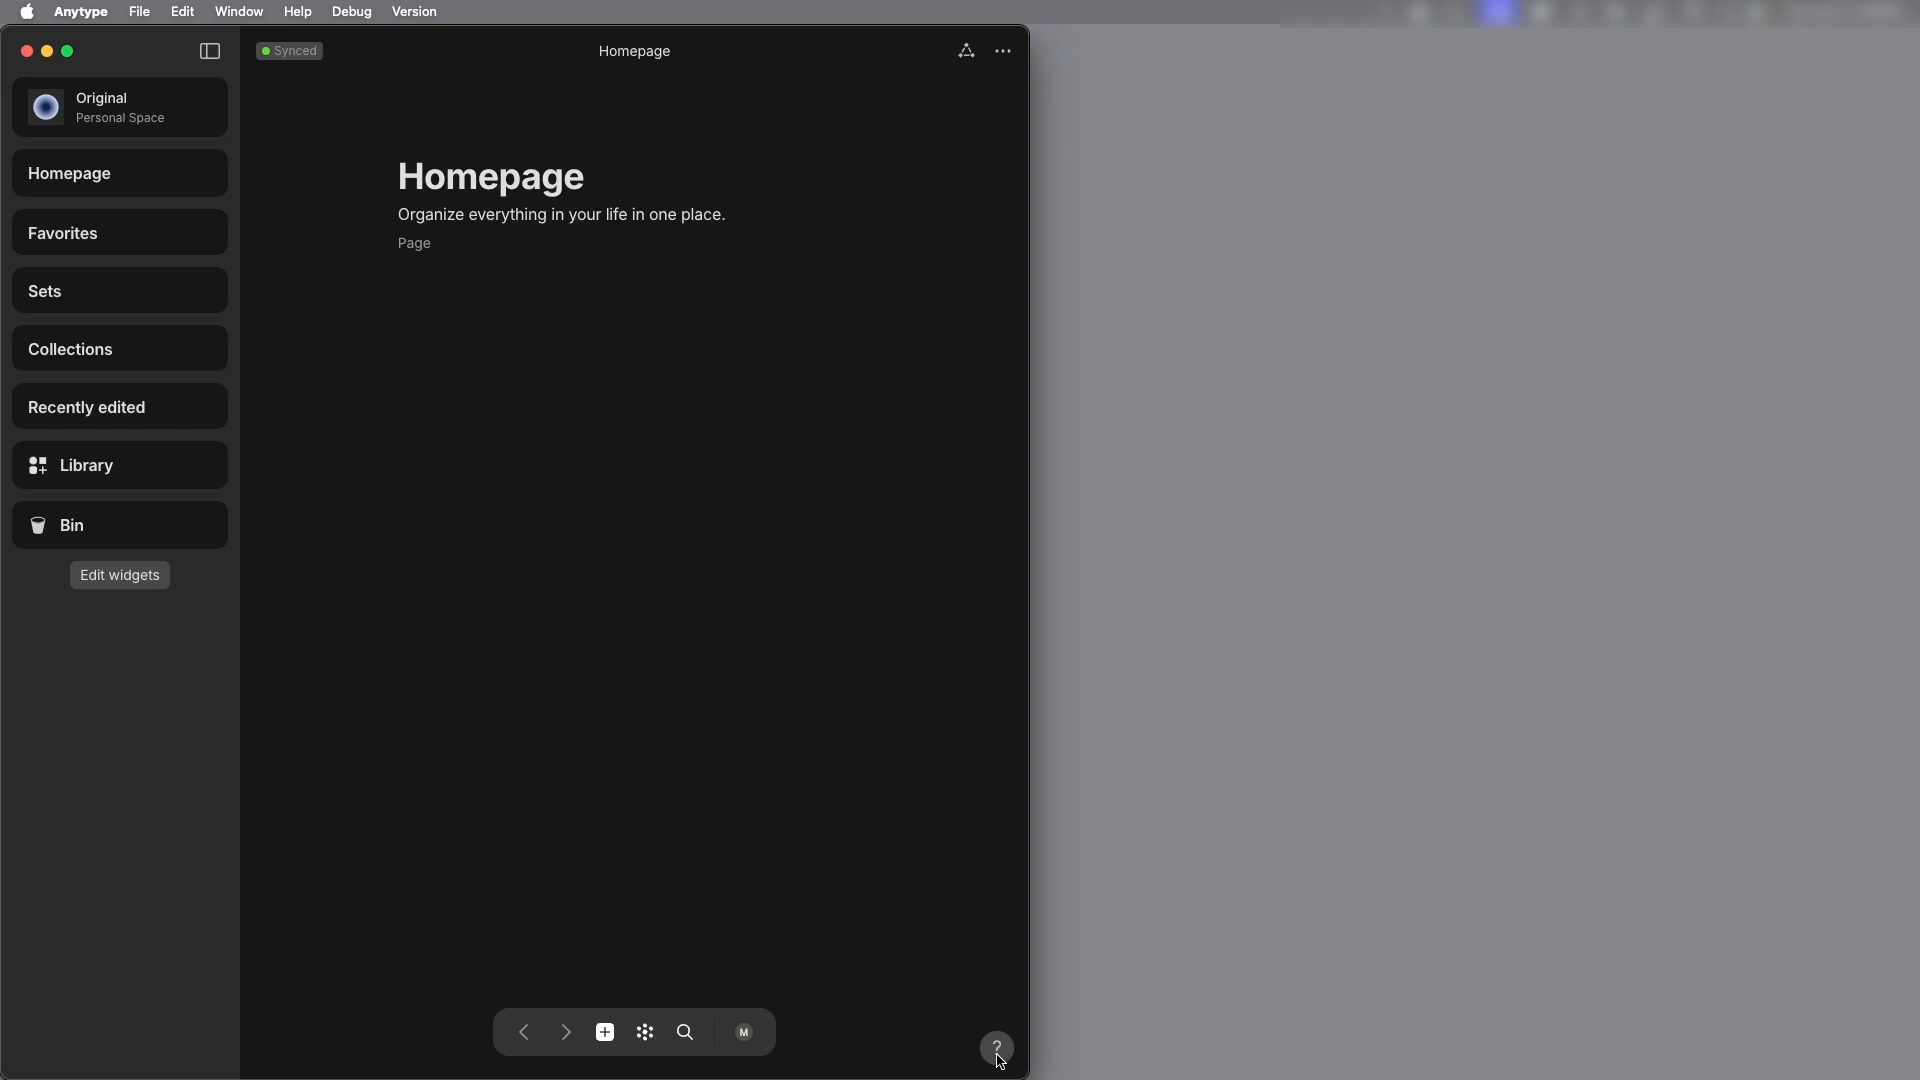 Anytype File Edit Window Help Debug Version
Synced
Homepage
Original
Personal Space
Homepage
Favorites
Sets
Collections
Recently edited
Library
Bin
Edit widgets
Homepage
Organize everything in your life in one place.
Page
M
?